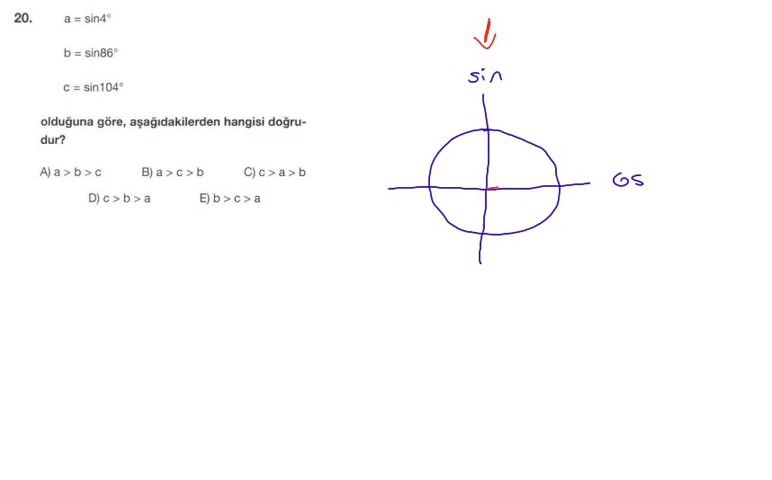 20. a = sin4°
b = sin86°
c = sin104°
olduğuna göre, aşağıdakilerden hangisi doğru-
dur?
A) a > b > c B) a > c > b C) c > a > b
D) c > b > a E) b > c > a
sin
cos